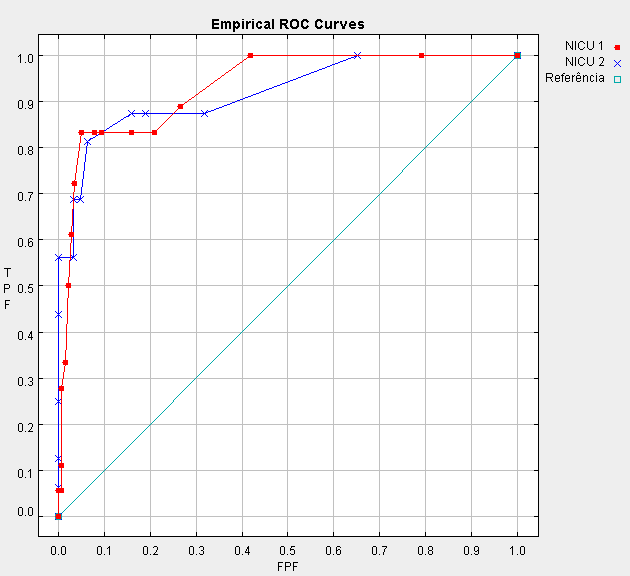 Empirical ROC Curves
NICU 1
NICU 2
Referência
1.0
0.9
0.8
0.7
0.6
0.5
0.4
0.3
0.2
0.1
0.0
T
P
F
0.0 0.1 0.2 0.3 0.4 0.5 0.6 0.7 0.8 0.9 1.0
FPF